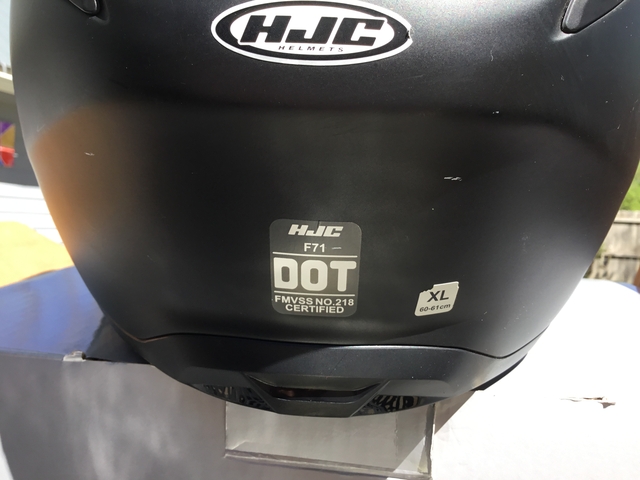 HJC
HELMETS
HJC
F71
DOT
FMVSS NO.218
CERTIFIED
XL
60-61cm